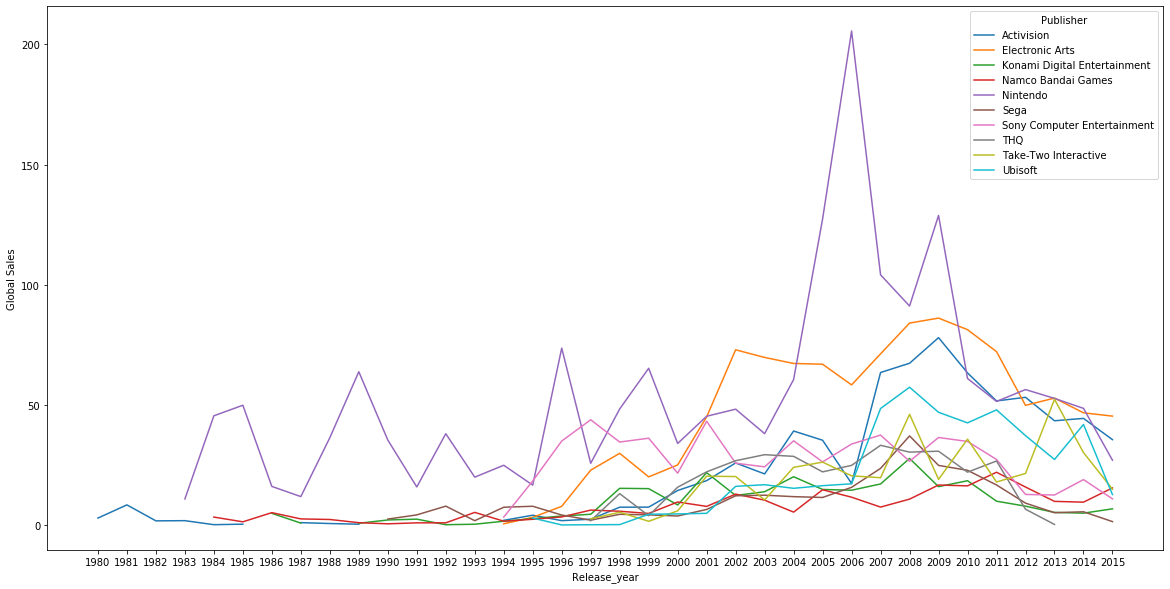 Publisher
Activision
Electronic Arts
Konami Digital Entertainment
Namco Bandai Games
Nintendo
Sega
Sony Computer Entertainment
THQ
Take-Two Interactive
Ubisoft
Global Sales
200
150
100
50
0
1980 1981 1982 1983 1984 1985 1986 1987 1988 1989 1990 1991 1992 1993 1994 1995 1996 1997 1998 1999 2000 2001 2002 2003 2004 2005 2006 2007 2008 2009 2010 2011 2012 2013 2014 2015
Release_year